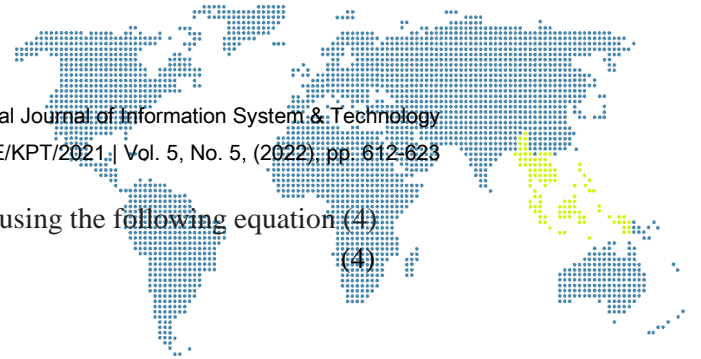 al Journal of Information System & Technology
E/KPT/2021 | Vol. 5, No. 5, (2022), pp. 612-623
using the following equation (4)
(4)